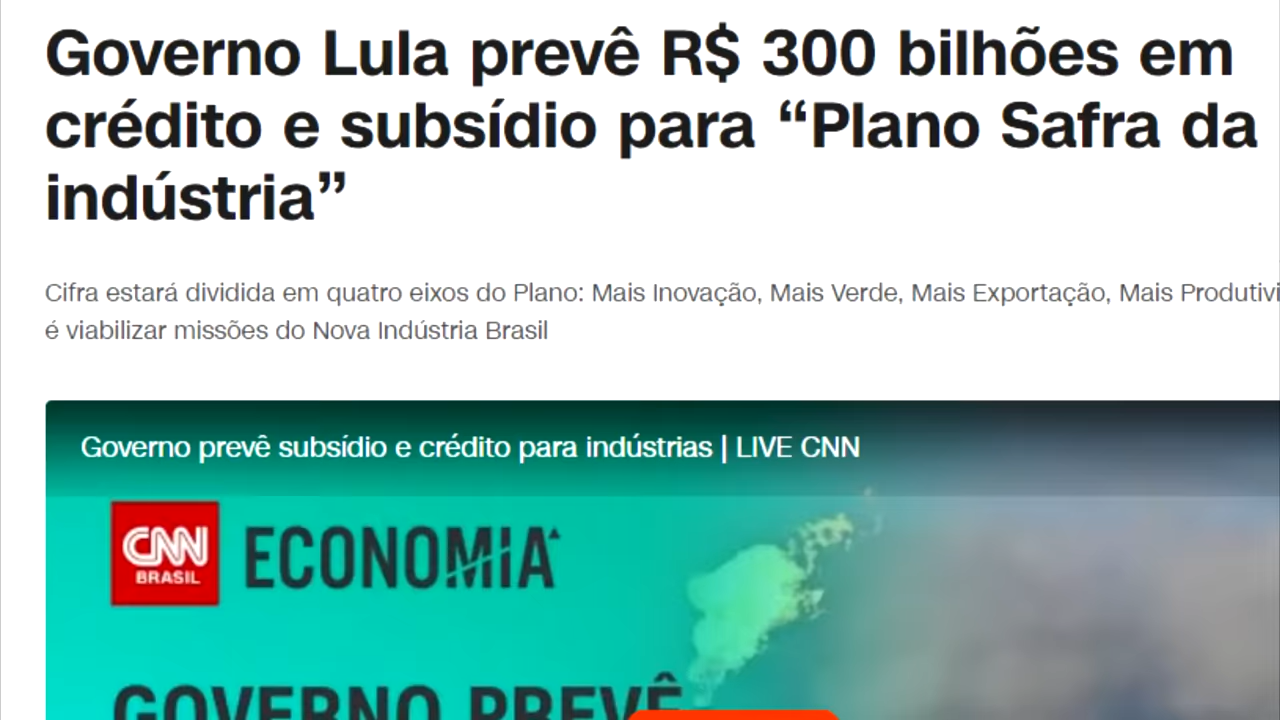 Governo Lula prevê R$ 300 bilhões em
crédito e subsídio para “Plano Safra da
indústria”
Cifra estará dividida em quatro eixos do Plano: Mais Inovação, Mais Verde, Mais Exportação, Mais
é viabilizar missões do Nova Indústria Brasil
Governo prevê subsídio e crédito para indústrias | LIVE CNN
CNN
BRASIL
ECONOMIA
GOVERNO PREVÊ